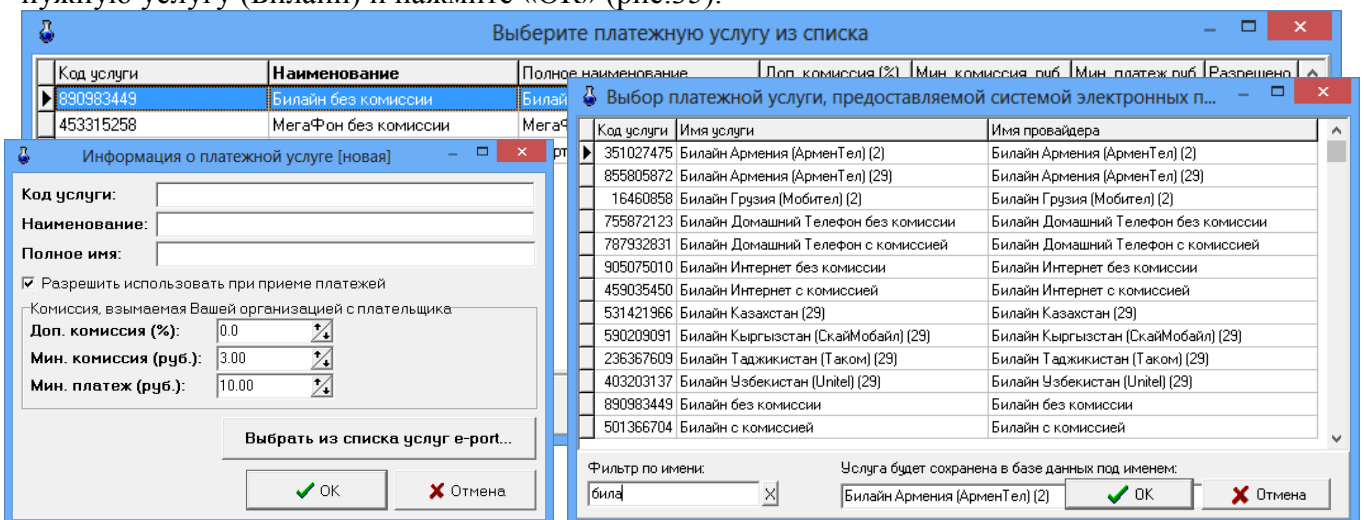 нужную услугу (Билайн) и нажмите «ОК» (рис.35).
Выберите платежную услугу из списка
Код услуги Наименование Полное наименование Доп. комиссия (%) Мин. комиссия, руб. Мин. платеж руб. Разрешено
890983449 Билайн без комиссии Билай
453315258 МегаФон без комиссии МегаФ
Информация о платежной услуге [новая]
Код услуги:
Наименование:
Полное имя:
Разрешить использовать при приеме платежей
Комиссия, взымаемая Вашей организацией с плательщика
Доп. комиссия (%): 0.0
Мин. комиссия (руб.): 3.00
Мин. платеж (руб.): 10.00
Выбрать из списка услуг e-port...
ОК Отмена
Выбор платежной услуги, предоставляемой системой электронных п...
Код услуги Имя услуги Имя провайдера
351027475 Билайн Армения (АрменТел) (2) Билайн Армения (АрменТел) (2)
855805872 Билайн Армения (АрменТел) (29) Билайн Армения (АрменТел) (29)
16460858 Билайн Грузия (Мобител) (2) Билайн Грузия (Мобител) (2)
755872123 Билайн Домашний Телефон без комиссии Билайн Домашний Телефон без комиссии
787932831 Билайн Домашний Телефон с комиссией Билайн Домашний Телефон с комиссией
905075010 Билайн Интернет без комиссии Билайн Интернет без комиссии
459035450 Билайн Интернет с комиссией Билайн Интернет с комиссией
531421966 Билайн Казахстан (29) Билайн Казахстан (29)
590209091 Билайн Кыргызстан (СкайМобайл) (29) Билайн Кыргызстан (СкайМобайл) (29)
236367609 Билайн Таджикистан (Таком) (29) Билайн Таджикистан (Таком) (29)
403203137 Билайн Узбекистан (Unitel) (29) Билайн Узбекистан (Unitel) (29)
890983449 Билайн без комиссии Билайн без комиссии
501366704 Билайн с комиссией Билайн с комиссией
Фильтр по имени: Услуга будет сохранена в базе данных под именем:
била Билайн Армения (АрменТел) (2) ОК Отмена